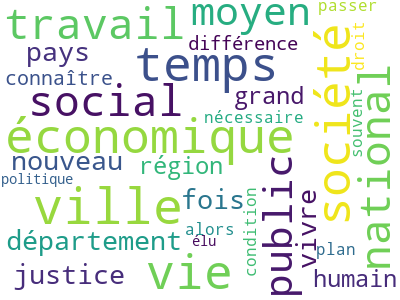 travail
moyen
passer
pays
différence
temps
connaître
social
grand
nécessaire
économique
nouveau
région
politique
ville
fois
département
alors
élu
justice
vie
plan
humain
société
droit
souvent
national
public
vivre
condition